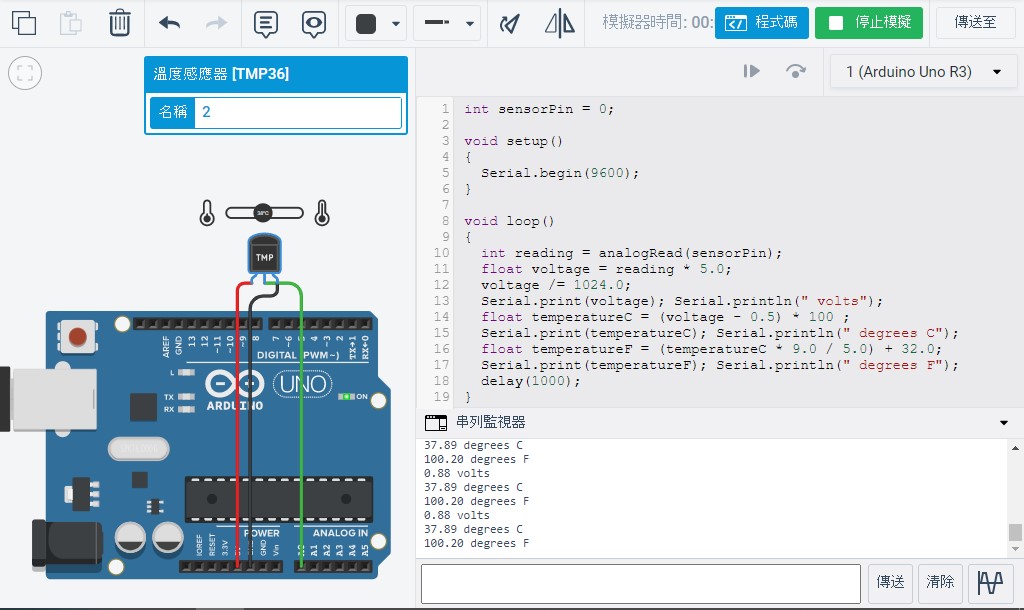 模擬器時間: 00:
程式碼
停止模擬
傳送至
溫度感應器 [TMP36]
名稱 2
1 (Arduino Uno R3)
1 int sensorPin = 0;
2
3 void setup()
4 {
5 Serial.begin(9600);
6 }
7
8 void loop()
9 {
10 int reading = analogRead(sensorPin);
11 float voltage = reading * 5.0;
12 voltage /= 1024.0;
13 Serial.print(voltage); Serial.println(" volts");
14 float temperatureC = (voltage - 0.5) * 100 ;
15 Serial.print(temperatureC); Serial.println(" degrees C");
16 float temperatureF = (temperatureC * 9.0 / 5.0) + 32.0;
17 Serial.print(temperatureF); Serial.println(" degrees F");
18 delay(1000);
19 }
TMP
AREF
GND
13
12
~11
~10
~9
8
7
~6
~5
4
~3
2
TX→1
RX←0
DIGITAL (PWM~)
L
TX
RX
UNO
ARDUINO
ON
POWER
ANALOG IN
IOREF
RESET
3.3V
GND
Vin
A0
A1
A2
A3
A4
A5
串列監視器
37.89 degrees C
100.20 degrees F
0.88 volts
37.89 degrees C
100.20 degrees F
0.88 volts
37.89 degrees C
100.20 degrees F
傳送
清除